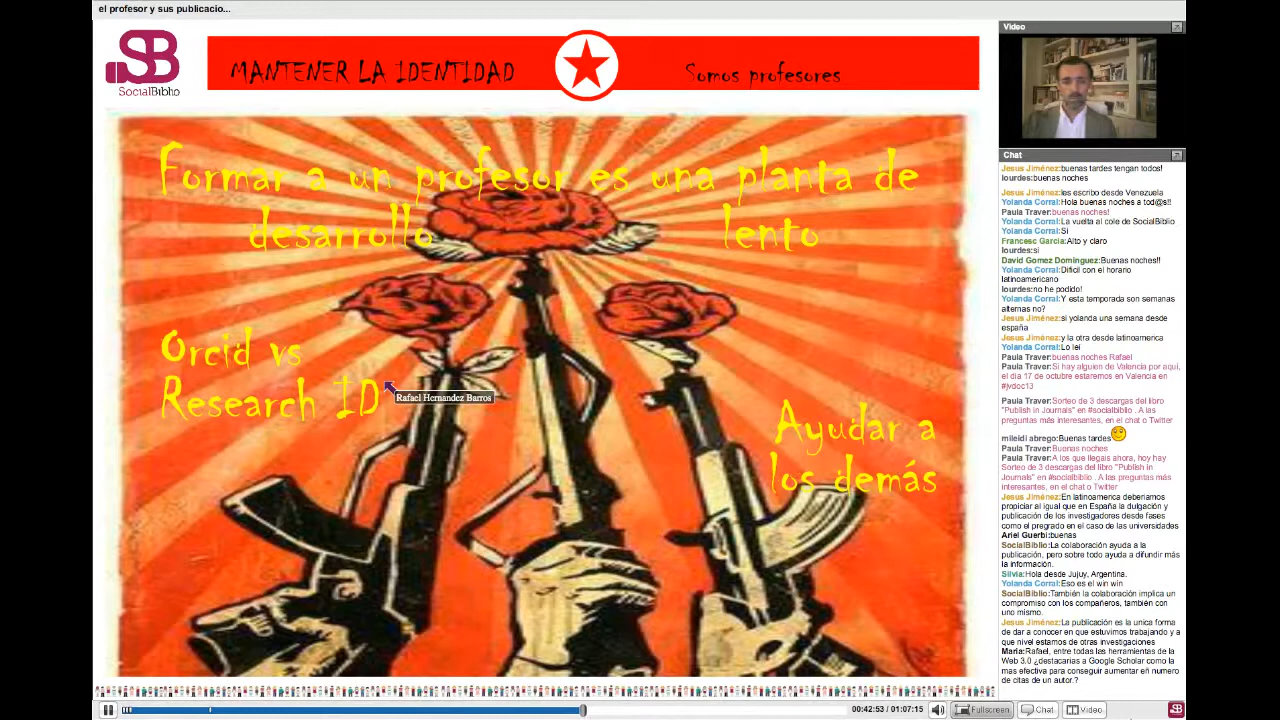 el profesor y sus publicacio...
SB
SocialBiblio
MANTENER LA IDENTIDAD
Somos profesores
Formar a un profesor es una planta de
desarrollo lento
Orcid vs
Research ID
Rafael Hernandez Barros
Ayudar a
los demás
Video
Chat
Jesus Jiménez:buenas tardes tengan todos!
lourdes:buenas noches
Jesus Jiménez:les escribo desde Venezuela
Yolanda Corral:Hola buenas noches a tod@s!!
Paula Traver:buenas noches!
Yolanda Corral:La vuelta al cole de SocialBiblio
Yolanda Corral:Si
Francesc Garcia:Alto y claro
lourdes:si
David Gomez Dominguez:Buenas noches!!
Yolanda Corral:Dificil con el horario
latinoamericano
lourdes:no he podido!
Yolanda Corral:Y esta temporada son semanas
alternas no?
Jesus Jiménez:si yolanda una semana desde
españa
Jesus Jiménez:y la otra desde latinoamerica
Yolanda Corral:Lo leí
Paula Traver:buenas noches Rafael
Paula Traver:Si hay alguien de Valencia por aquí,
el día 17 de octubre estaremos en Valencia en
#jvdoc13
Paula Traver:Sorteo de 3 descargas del libro
"Publish in Journals" en #socialbiblio . A las
preguntas más interesantes, en el chat o Twitter
mileidi abrego:Buenas tardes
Paula Traver:Buenas noches
Paula Traver:A los que llegais ahora, hoy hay
Sorteo de 3 descargas del libro "Publish in
Journals" en #socialbiblio . A las preguntas más
interesantes, en el chat o Twitter
Jesus Jiménez:En latinoamerica deberiamos
propiciar al igual que en España la dulgación y
publicación de los investigadores desde fases
como el pregrado en el caso de las universidades
Ariel Guerbi:buenas
SocialBiblio:La colaboración ayuda a la
publicación, pero sobre todo ayuda a difundir más
la información.
Silvia:Hola desde Jujuy, Argentina.
Yolanda Corral:Eso es el win win
SocialBiblio:También la colaboración implica un
compromiso con los compañeros, también con
uno mismo.
Jesus Jiménez:La publicación es la unica forma
de dar a conocer en que estuvimos trabajando y a
que nivel estamos de otras investigaciones
Maria:Rafael, entre todas las herramientas de la
Web 3.0 ¿destacarias a Google Scholar como la
mas efectiva para conseguir aumentar eñ numero
de citas de un autor.?
00:42:53 / 01:07:15
Fullscreen
Chat
Video
SB